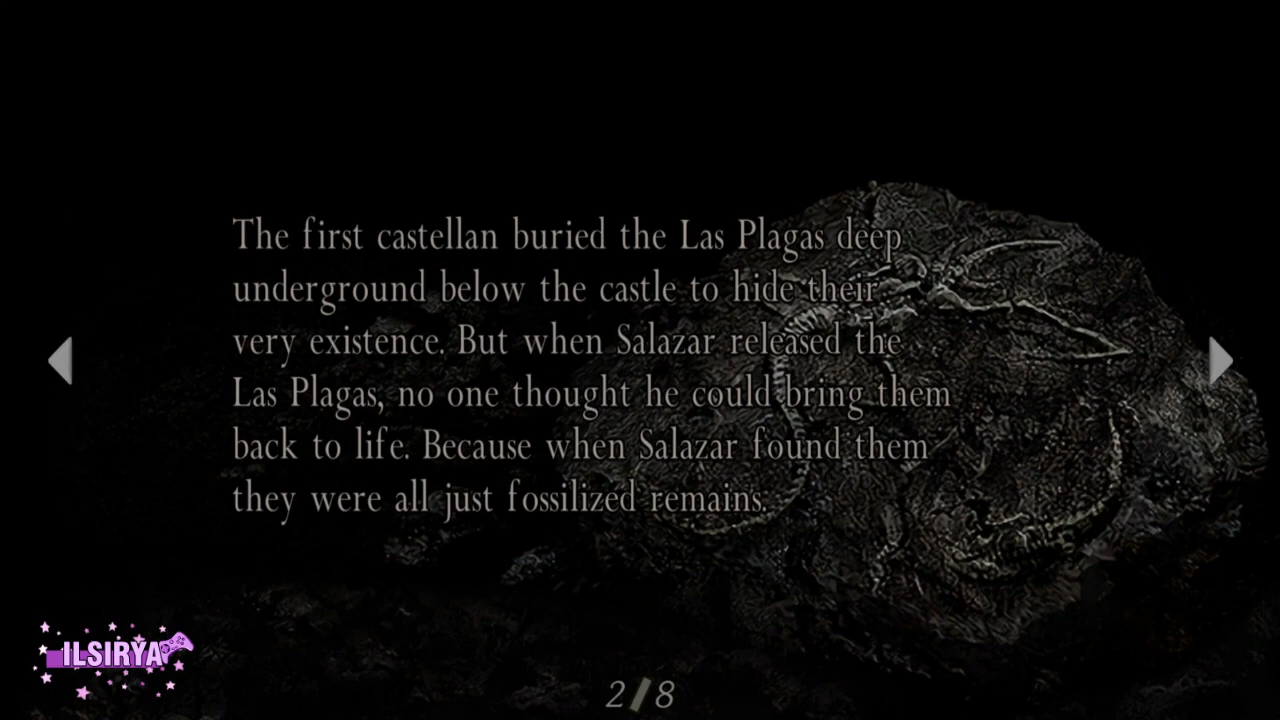 The first castellan buried the Las Plagas deep
underground below the castle to hide their
very existence. But when Salazar released the
Las Plagas, no one thought he could bring them
back to life. Because when Salazar found them
they were all just fossilized remains.
ILSIRYA
2/8